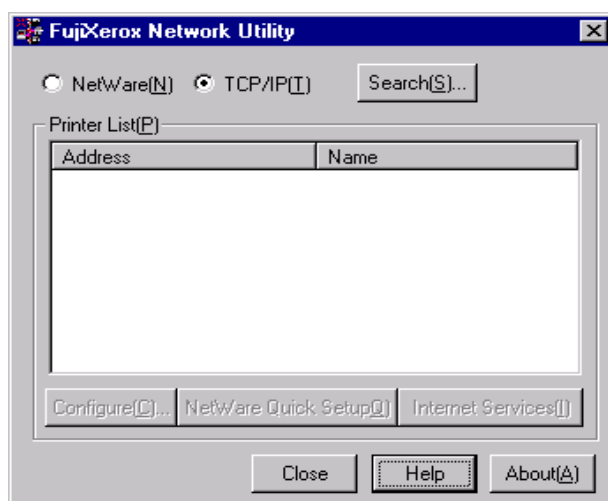 FujiXerox Network Utility
NetWare(N) TCP/IP(T) Search(S)...
Printer List(P)
Address Name
Configure(C)... NetWare Quick SetupQ) Internet Services(I)
Close Help About(A)